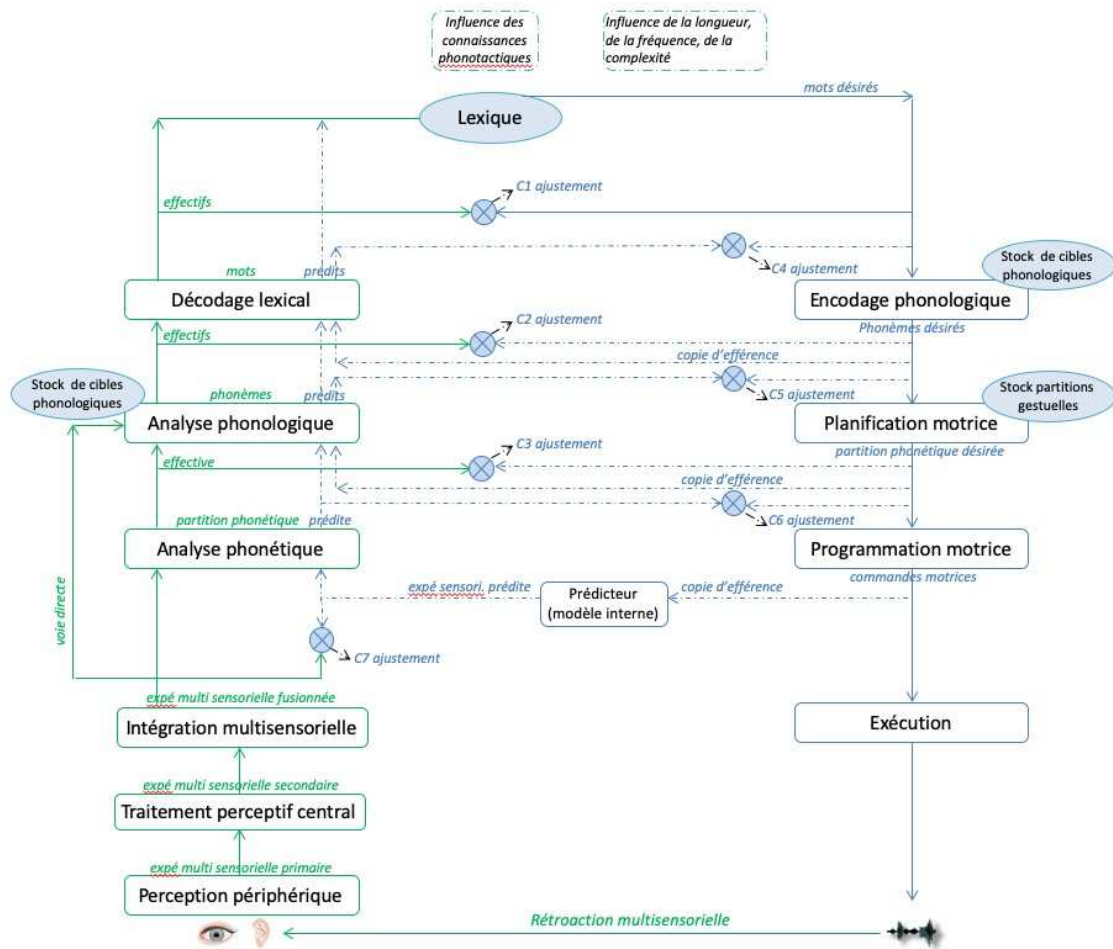 Influence des
connaissances
phonotactiques
Influence de la longueur,
de la fréquence, de la
complexité
mots désirés
Lexique
C1 ajustement
effectifs
C4 ajustement
Stock de cibles
phonologiques
mots
prédits
Décodage lexical
Encodage phonologique
C2 ajustement
Phonèmes désirés
effectifs
copie d'efférence
Stock de cibles
phonologiques
C5 ajustement
Stock partitions
gestuelles
phonèmes
prédits
Analyse phonologique
Planification motrice
C3 ajustement
partition phonétique désirée
effective
copie d'efférence
partition phonétique
prédite
C6 ajustement
Analyse phonétique
Programmation motrice
commandes motrices
expé sensori. prédite
Prédicteur
(modèle interne)
copie d'efférence
voie directe
C7 ajustement
expé multi sensorielle fusionnée
Intégration multisensorielle
Exécution
expé multi sensorielle secondaire
Traitement perceptif central
expé multi sensorielle primaire
Perception périphérique
Rétroaction multisensorielle